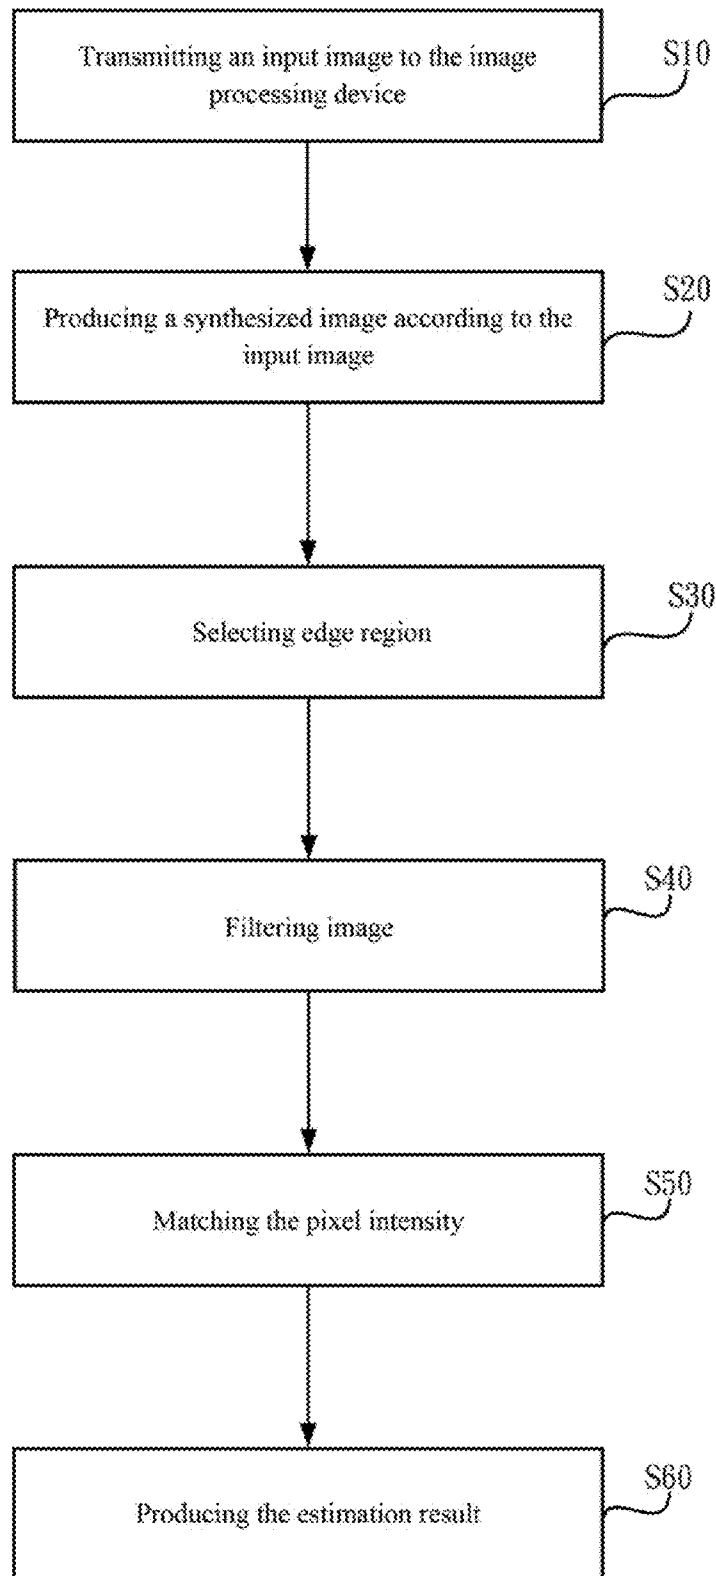 Transmitting an input image to the image
processing device
S10
Producing a synthesized image according to the
input image
S20
Selecting edge region
S30
Filtering image
S40
Matching the pixel intensity
S50
Producing the estimation result
S60